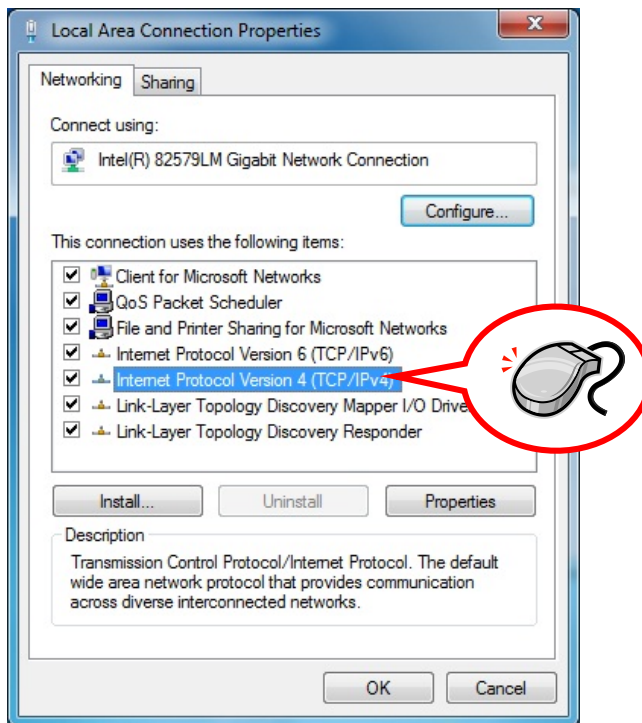 Local Area Connection Properties
Networking
Sharing
Connect using:
Intel(R) 82579LM Gigabit Network Connection
Configure...
This connection uses the following items:
Client for Microsoft Networks
QoS Packet Scheduler
File and Printer Sharing for Microsoft Networks
Internet Protocol Version 6 (TCP/IPv6)
Internet Protocol Version 4 (TCP/IPv4)
Link-Layer Topology Discovery Mapper I/O Drive
Link-Layer Topology Discovery Responder
Install...
Uninstall
Properties
Description
Transmission Control Protocol/Internet Protocol. The default
wide area network protocol that provides communication
across diverse interconnected networks.
OK
Cancel